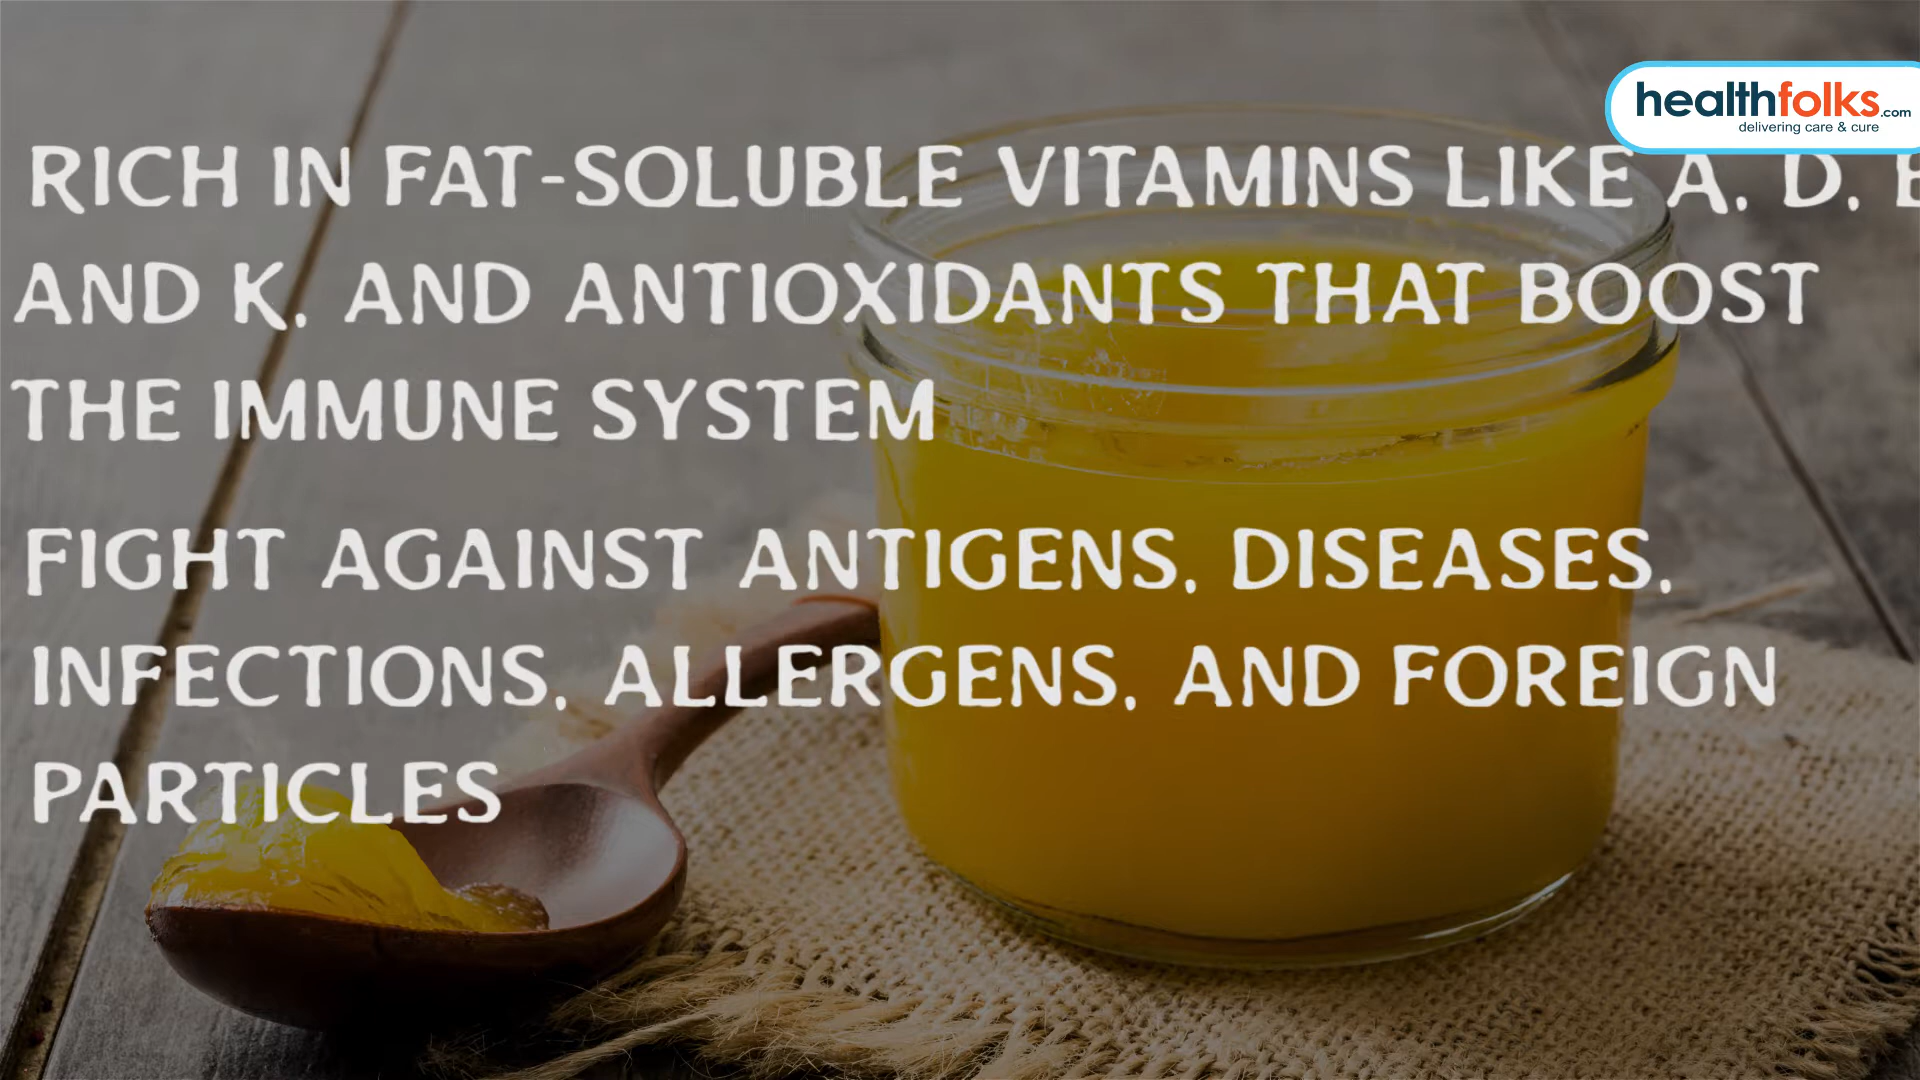 healthfolks.com
delivering care & cure
RICH IN FAT-SOLUBLE VITAMINS LIKE A, D,
AND K, AND ANTIOXIDANTS THAT BOOST
THE IMMUNE SYSTEM
FIGHT AGAINST ANTIGENS, DISEASES,
INFECTIONS, ALLERGENS, AND FOREIGN
PARTICLES